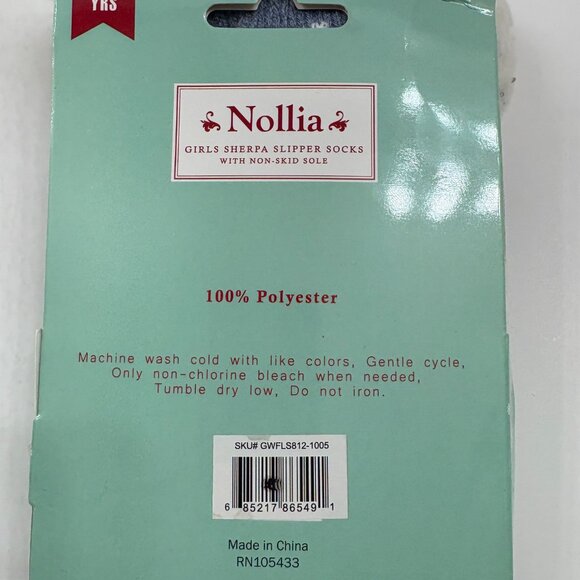 YRS
Nollia
GIRLS SHERPA SLIPPER SOCKS
WITH NON-SKID SOLE
100% Polyester
Machine wash cold with like colors, Gentle cycle,
Only non-chlorine bleach when needed,
Tumble dry low, Do not iron.
SKU# GWFLS812-1005
6 85217 86549 1
Made in China
RN105433